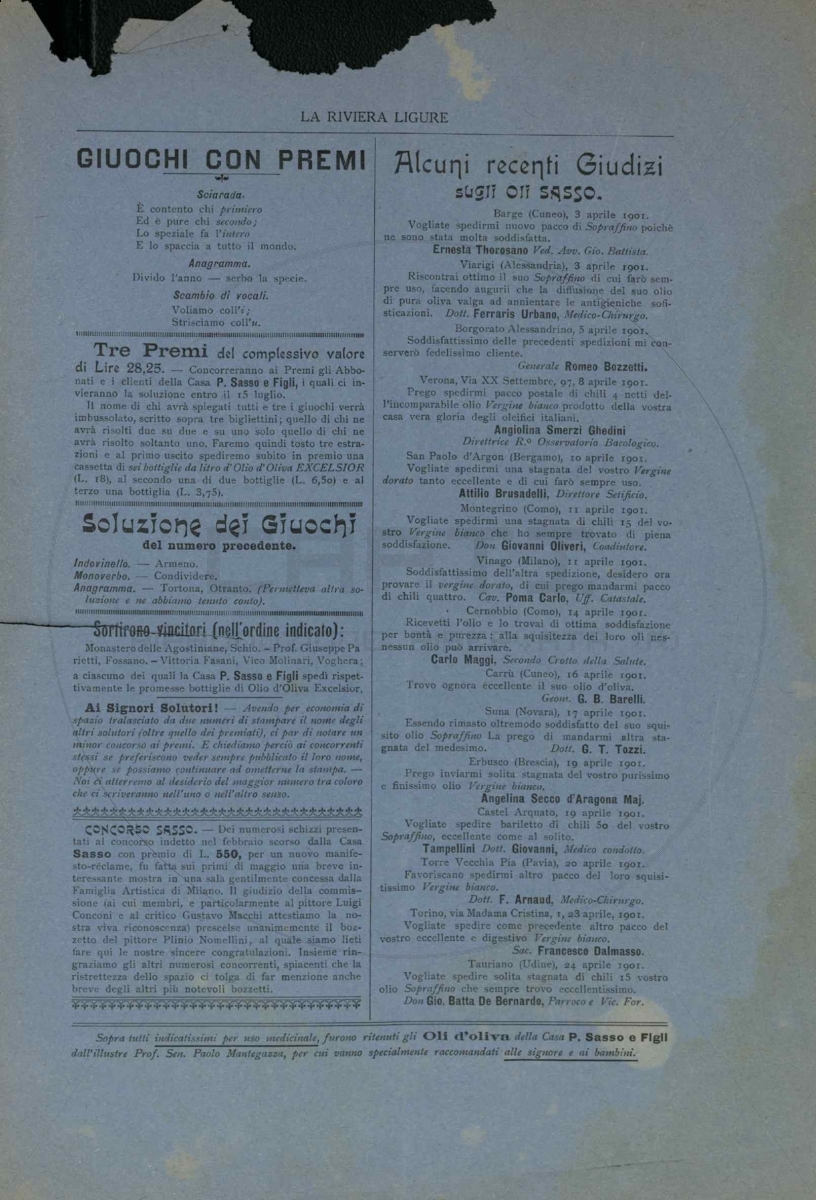 LA RIVIERA LIGURE
GIUOCHI CON PREMI
Sciarada.
È contento chi primiero
Ed è pure chi secondo;
Lo speziale fa l'intero
E lo spaccia a tutto il mondo.
Anagramma.
Divido l'anno — serbo la specie.
Scambio di vocali.
Voliamo coll'i;
Strisciamo coll'u.
Tre Premi del complessivo valore
di Lire 28,25. — Concorreranno ai Premi gli Abbo-
nati e i clienti della Casa P. Sasso e Figli, i quali ci in-
vieranno la soluzione entro il 15 luglio.
Il nome di chi avrà spiegati tutti e tre i giuochi verrà
imbussolato, scritto sopra tre bigliettini; quello di chi ne
avrà risolti due su due e su uno solo quello di chi ne
avrà risolto soltanto uno. Faremo quindi tosto tre estra-
zioni e al primo uscito spediremo subito in premio una
cassetta di sei bottiglie da litro d'Olio d'Oliva EXCELSIOR
(L. 18), al secondo una di due bottiglie (L. 6,50) e al
terzo una bottiglia (L. 3,75).
Soluzione dei Giuochi
del numero precedente.
Indovinello. — Armeno.
Monoverbo. — Condividere.
Anagramma. — Tortona, Otranto. (Permetteva altra so-
luzione e ne abbiamo tenuto conto).
Sortirono vincitori (nell'ordine indicato):
Monastero delle Agostiniane, Schio. – Prof. Giuseppe Pa
rietti, Fossano. – Vittoria Fasani, Vico Molinari, Voghera;
a ciascuno dei quali la Casa P. Sasso e Figli spedì rispet-
tivamente le promesse bottiglie di Olio d'Oliva Excelsior.
Ai Signori Solutori! — Avendo per economia di
spazio tralasciato da due numeri di stampare il nome degli
altri solutori (oltre quello dei premiati), ci par di notare un
minor concorso ai premi. E chiediamo perciò ai concorrenti
stessi se preferiscono veder sempre pubblicato il loro nome,
oppure se possiamo continuare ad ometterne la stampa. —
Noi ci atterremo al desiderio del maggior numero tra coloro
che ci scriveranno nell'uno o nell'altro senso.
CONCORSO SASSO. — Dei numerosi schizzi presen-
tati al concorso indetto nel febbraio scorso dalla Casa
Sasso con premio di L. 550, per un nuovo manife-
sto-réclame, fu fatta sui primi di maggio una breve in-
teressante mostra in una sala gentilmente concessa dalla
Famiglia Artistica di Milano. Il giudizio della commis-
sione (ai cui membri, e particolarmente al pittore Luigi
Conconi e al critico Gustavo Macchi attestiamo la no-
stra viva riconoscenza) prescelse unanimemente il boz-
zetto del pittore Plinio Nomellini, al quale siamo lieti
fare qui le nostre sincere congratulazioni. Insieme rin-
graziamo gli altri numerosi concorrenti, spiacenti che la
ristrettezza dello spazio ci tolga di far menzione anche
breve degli altri più notevoli bozzetti.
Alcuni recenti Giudizi
sugli Oli SASSO.
Barge (Cuneo), 3 aprile 1901.
Vogliate spedirmi nuovo pacco di Sopraffino poichè
ne sono stata molta soddisfatta.
Ernesta Thorosano Ved. Avv. Gio. Battista.
Viarigi (Alessandria), 3 aprile 1901.
Riscontrai ottimo il suo Sopraffino di cui farò sem-
pre uso, facendo augurii che la diffusione del suo olio
di pura oliva valga ad annientare le antigieniche sofi-
sticazioni. Dott. Ferraris Urbano, Medico-Chirurgo.
Borgorato Alessandrino, 5 aprile 1901.
Soddisfattissimo delle precedenti spedizioni mi con-
serverò fedelissimo cliente.
Generale Romeo Bozzetti.
Verona, Via XX Settembre, 97, 8 aprile 1901.
Prego spedirmi pacco postale di chili 4 netti del-
l'incomparabile olio Vergine bianco prodotto della vostra
casa vera gloria degli oleifici italiani.
Angiolina Smerzi Ghedini
Direttrice R.º Osservatorio Bacologico.
San Paolo d'Argon (Bergamo), 10 aprile 1901.
Vogliate spedirmi una stagnata del vostro Vergine
dorato tanto eccellente e di cui farò sempre uso.
Attilio Brusadelli, Direttore Setificio.
Montegrino (Como), 11 aprile 1901.
Vogliate spedirmi una stagnata di chili 15 del vo-
stro Vergine bianco che ho sempre trovato di piena
soddisfazione. Don Giovanni Oliveri, Coadiutore.
Vinago (Milano), 11 aprile 1901.
Soddisfattissimo dell'altra spedizione, desidero ora
provare il vergine dorato, di cui prego mandarmi pacco
di chili quattro. Cav. Poma Carlo, Uff. Catastale.
Cernobbio (Como), 14 aprile 1901.
Ricevetti l'olio e lo trovai di ottima soddisfazione
per bontà e purezza: alla squisitezza dei loro oli nes-
nessun olio può arrivare.
Carlo Maggi, Secondo Crotto della Salute.
Carrù (Cuneo), 16 aprile 1901.
Trovo ognora eccellente il suo olio d'oliva.
Geom. G. B. Barelli.
Suna (Novara), 17 aprile 1901.
Essendo rimasto oltremodo soddisfatto del suo squi-
sito olio Sopraffino La prego di mandarmi altra sta-
gnata del medesimo. Dott. G. T. Tozzi.
Erbusco (Brescia), 19 aprile 1901.
Prego inviarmi solita stagnata del vostro purissimo
e finissimo olio Vergine bianco.
Angelina Secco d'Aragona Maj.
Castel Arquato, 19 aprile 1901.
Vogliate spedire bariletto di chili 50 del vostro
Sopraffino, eccellente come al solito.
Tampellini Dott. Giovanni, Medico condotto.
Torre Vecchia Pia (Pavia), 20 aprile 1901.
Favoriscano spedirmi altro pacco del loro squisi-
tissimo Vergine bianco.
Dott. F. Arnaud, Medico-Chirurgo.
Torino, via Madama Cristina, 1, 23 aprile, 1901.
Vogliate spedire come precedente altro pacco del
vostro eccellente e digestivo Vergine bianco.
Sac. Francesco Dalmasso.
Tauriano (Udine), 24 aprile 1901.
Vogliate spedire solita stagnata di chili 15 vostro
olio Sopraffino che sempre trovo eccellentissimo.
Don Gio. Batta De Bernardo, Parroco e Vic. For.
Sopra tutti indicatissimi per uso medicinale, furono ritenuti gli Oli d'oliva della Casa P. Sasso e Figli
dall'illustre Prof. Sen. Paolo Mantegazza, per cui vanno specialmente raccomandati alle signore e ai bambini.